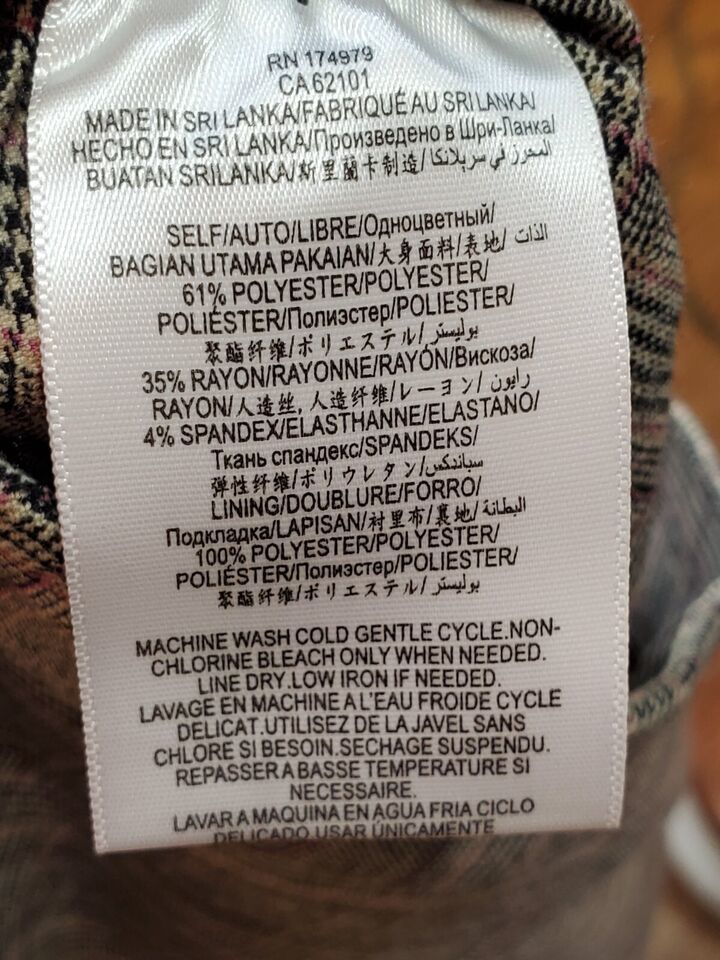 RN 174979
CA 62101
MADE IN SRI LANKA/FABRIQUÉ AU SRI LANKA/
HECHO EN SRI LANKA/Произведено в Шри-Ланка/
BUATAN SRILANKA/斯里蘭卡制造/المحرز في سريلانكا
SELF/AUTO/LIBRE/Одноцветный/
BAGIAN UTAMA PAKAIAN/大身面料/表地/ الذات
61% POLYESTER/POLYESTER/
POLIÉSTER/Полиэстер/POLIESTER/
聚酯纤维/ポリエステル/ بوليستر
35% RAYON/RAYONNE/RAYÓN/Вискоза/
RAYON/人造丝, 人造纤维/レーヨン/ رايون
4% SPANDEX/ELASTHANNE/ELASTANO/
Ткань спандекс/SPANDEKS/
弹性纤维/ポリウレタン/سباندكس
LINING/DOUBLURE/FORRO/
Подкладка/LAPISAN/衬里布/裏地/ البطانة
100% POLYESTER/POLYESTER/
POLIÉSTER/Полиэстер/POLIESTER/
聚酯纤维/ポリエステル/ بوليستر
MACHINE WASH COLD GENTLE CYCLE.NON-
CHLORINE BLEACH ONLY WHEN NEEDED.
LINE DRY.LOW IRON IF NEEDED.
LAVAGE EN MACHINE A L'EAU FROIDE CYCLE
DELICAT.UTILISEZ DE LA JAVEL SANS
CHLORE SI BESOIN.SECHAGE SUSPENDU.
REPASSER A BASSE TEMPERATURE SI
NECESSAIRE.
LAVAR A MAQUINA EN AGUA FRIA CICLO
DELICADO USAR ÚNICAMENTE